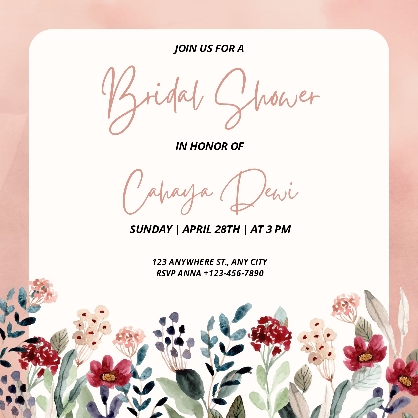 JOIN US FOR A
Bridal Shower
IN HONOR OF
Cahaya Dewi
SUNDAY | APRIL 28TH | AT 3 PM
123 ANYWHERE ST., ANY CITY
RSVP ANNA +123-456-7890